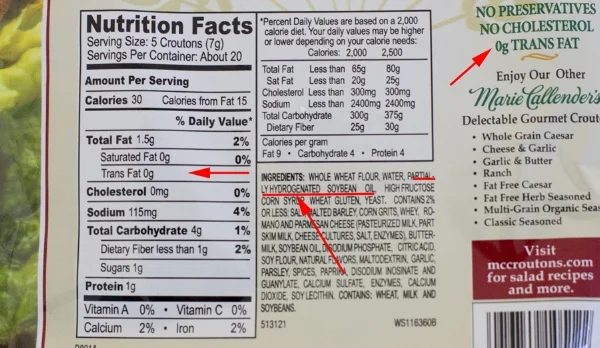 Nutrition Facts
Serving Size: 5 Croutons (7g)
Servings Per Container: About 20
Amount Per Serving
Calories 30 Calories from Fat 15
% Daily Value*
Total Fat 1.5g 2%
Saturated Fat 0g 0%
Trans Fat 0g
Cholesterol 0mg 0%
Sodium 115mg 4%
Total Carbohydrate 4g 1%
Dietary Fiber less than 1g 2%
Sugars 1g
Protein 1g
Vitamin A 0% • Vitamin C 0%
Calcium 2% • Iron 2%
*Percent Daily Values are based on a 2,000
calorie diet. Your daily values may be higher
or lower depending on your calorie needs:
Calories: 2,000 2,500
Total Fat Less than 65g 80g
Sat Fat Less than 20g 25g
Cholesterol Less than 300mg 300mg
Sodium Less than 2400mg 2400mg
Total Carbohydrate 300g 375g
Dietary Fiber 25g 30g
Calories per gram
Fat 9 • Carbohydrate 4 • Protein 4
INGREDIENTS: WHOLE WHEAT FLOUR, WATER, PARTIAL-
LY HYDROGENATED SOYBEAN OIL, HIGH FRUCTOSE
CORN SYRUP, WHEAT GLUTEN, YEAST. CONTAINS 2%
OR LESS: SALT, MALTED BARLEY, CORN GRITS, WHEY, RO-
MANO AND PARMESAN CHEESE (PASTEURIZED MILK, PART
SKIM MILK, CHEESE CULTURES, SALT, ENZYMES), BUTTER-
MILK, SOYBEAN OIL, DISODIUM PHOSPHATE, CITRIC ACID,
SOY FLOUR, NATURAL FLAVORS, MALTODEXTRIN, GARLIC,
PARSLEY, SPICES, PAPRIKA, DISODIUM INOSINATE AND
GUANYLATE, CALCIUM SULFATE, ENZYMES, CALCIUM
DIOXIDE, SOY LECITHIN. CONTAINS: WHEAT, MILK AND
SOYBEANS.
513121 WS116360B
NO PRESERVATIVES
NO CHOLESTEROL
0g TRANS FAT
Enjoy Our Other
Marie Callender's
Delectable Gourmet Crout
• Whole Grain Caesar
• Cheese & Garlic
• Garlic & Butter
• Ranch
• Fat Free Caesar
• Fat Free Herb Seasoned
• Multi-Grain Organic Sea
• Classic Seasoned
Visit
mccroutons.com
for salad recipes
and more.